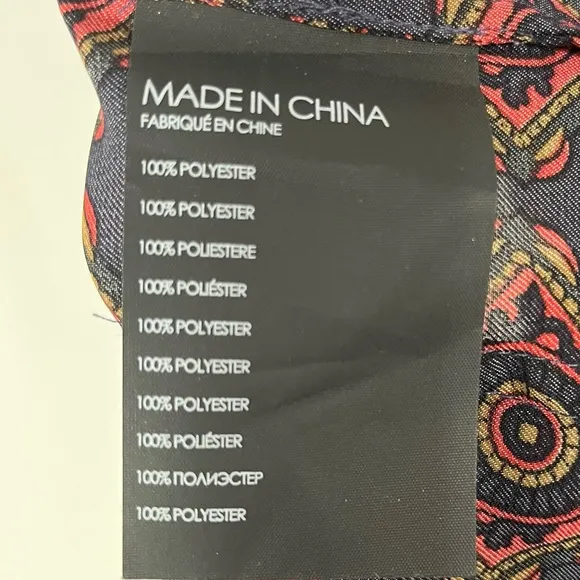 MADE IN CHINA
FABRIQUÉ EN CHINE
100% POLYESTER
100% POLYESTER
100% POLIESTERE
100% POLIÉSTER
100% POLYESTER
100% POLYESTER
100% POLYESTER
100% POLIÉSTER
100% ПОЛИЭСТЕР
100% POLYESTER